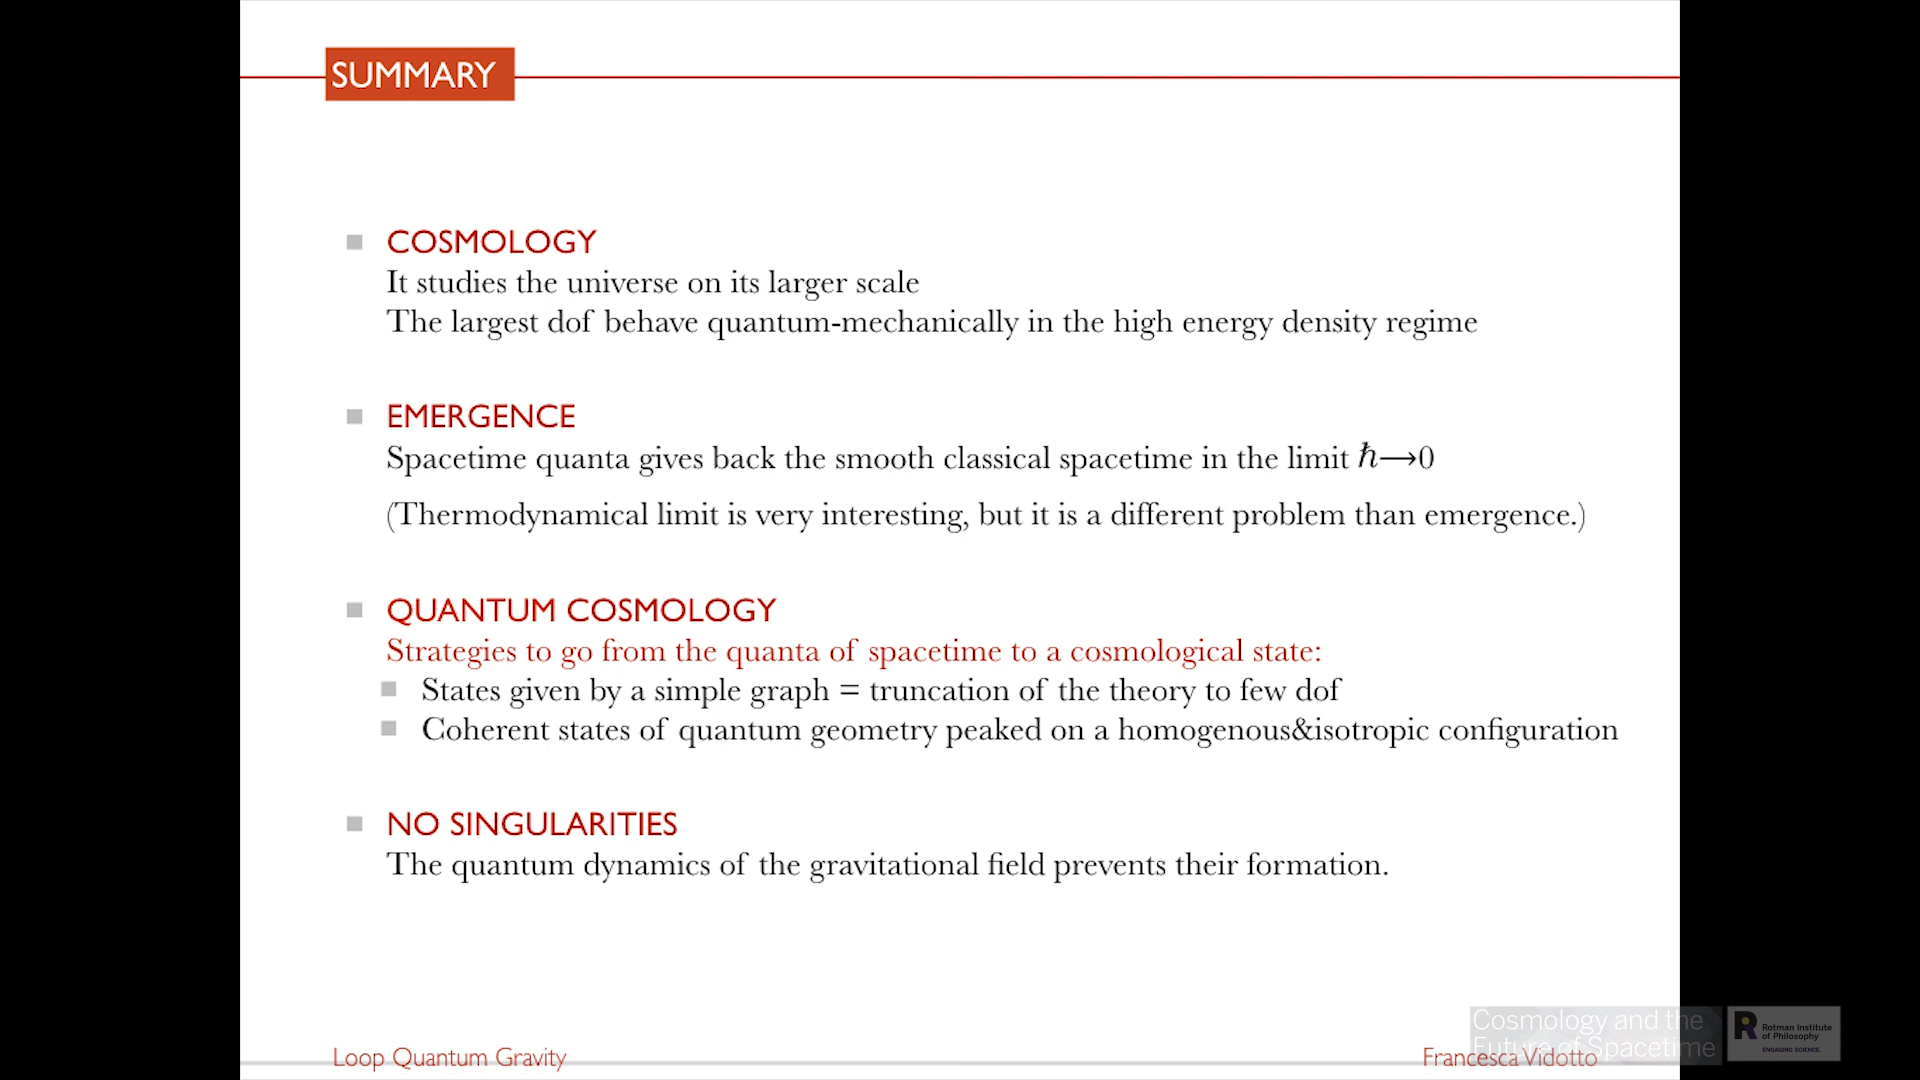 SUMMARY
COSMOLOGY
It studies the universe on its larger scale
The largest dof behave quantum-mechanically in the high energy density regime
EMERGENCE
Spacetime quanta gives back the smooth classical spacetime in the limit ℏ⟶0
(Thermodynamical limit is very interesting, but it is a different problem than emergence.)
QUANTUM COSMOLOGY
Strategies to go from the quanta of spacetime to a cosmological state:
States given by a simple graph = truncation of the theory to few dof
Coherent states of quantum geometry peaked on a homogenous&isotropic configuration
NO SINGULARITIES
The quantum dynamics of the gravitational field prevents their formation.
Loop Quantum Gravity
Francesca Vidotto
Cosmology and the
Future of Spacetime
R
Rotman Institute
of Philosophy
ENGAGING SCIENCE.